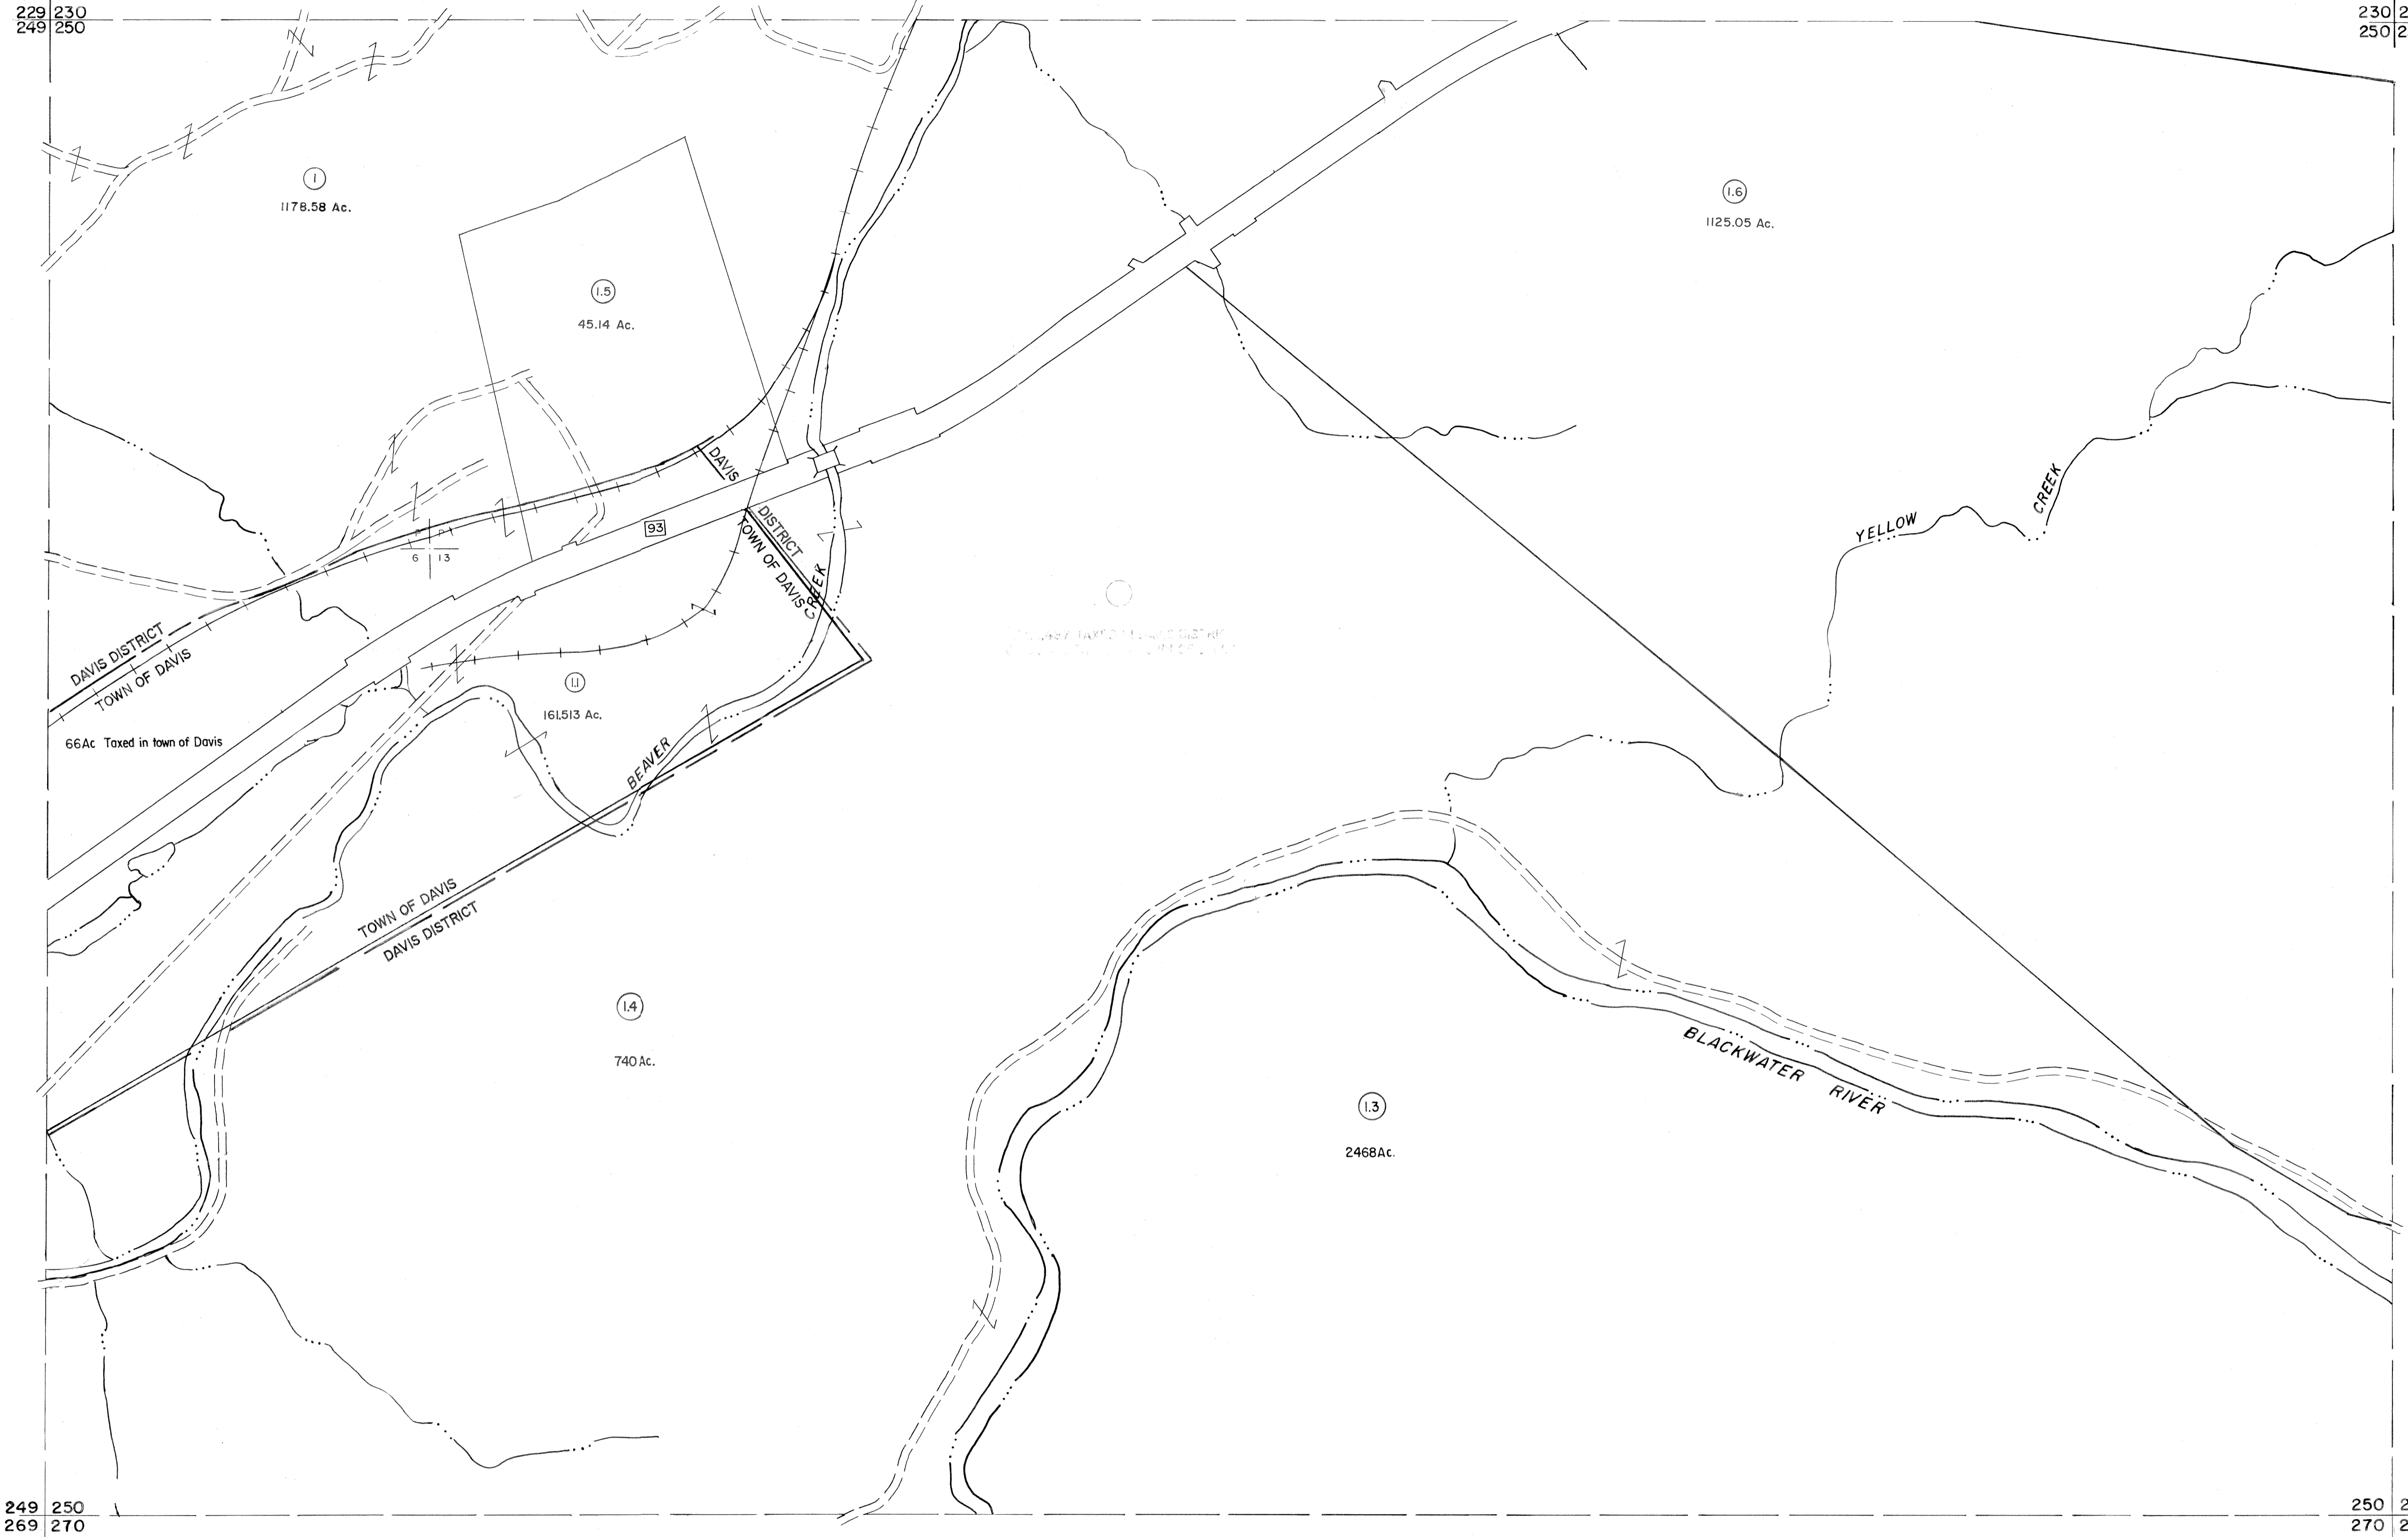 229 230
249 250
230 2
250 2
1
1178.58 Ac.
1.6
1125.05 Ac.
1.5
45.14 Ac.
DAVIS
DISTRICT
TOWN OF DAVIS
93
P P
6 13
CREEK
YELLOW
CREEK
DAVIS DISTRICT
TOWN OF DAVIS
66Ac Taxed in town of Davis
1.1
161.513 Ac.
BEAVER
TOWN OF DAVIS
DAVIS DISTRICT
1.4
740 Ac.
BLACKWATER RIVER
1.3
2468Ac.
249 250
269 270
250 2
270 2